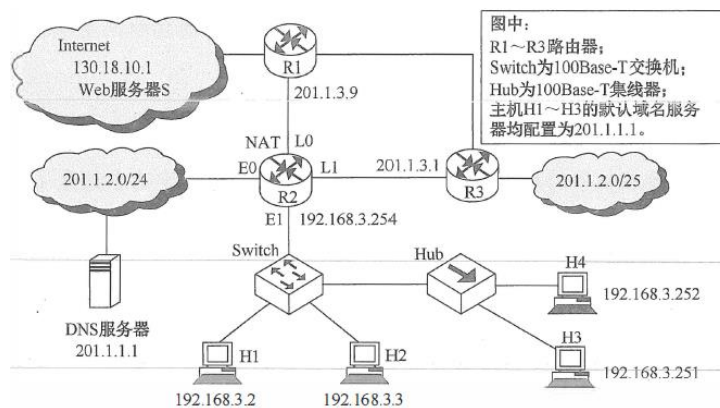 Internet
130.18.10.1
Web服务器S
R1
201.1.3.9
图中:
R1～R3路由器;
Switch为100Base-T交换机;
Hub为100Base-T集线器;
主机H1～H3的默认域名服务
器均配置为201.1.1.1。
NAT L0
E0 L1
R2
201.1.2.0/24
201.1.3.1
R3
201.1.2.0/25
E1 192.168.3.254
Switch
Hub
H4
192.168.3.252
DNS服务器
201.1.1.1
H1
192.168.3.2
H2
192.168.3.3
H3
192.168.3.251